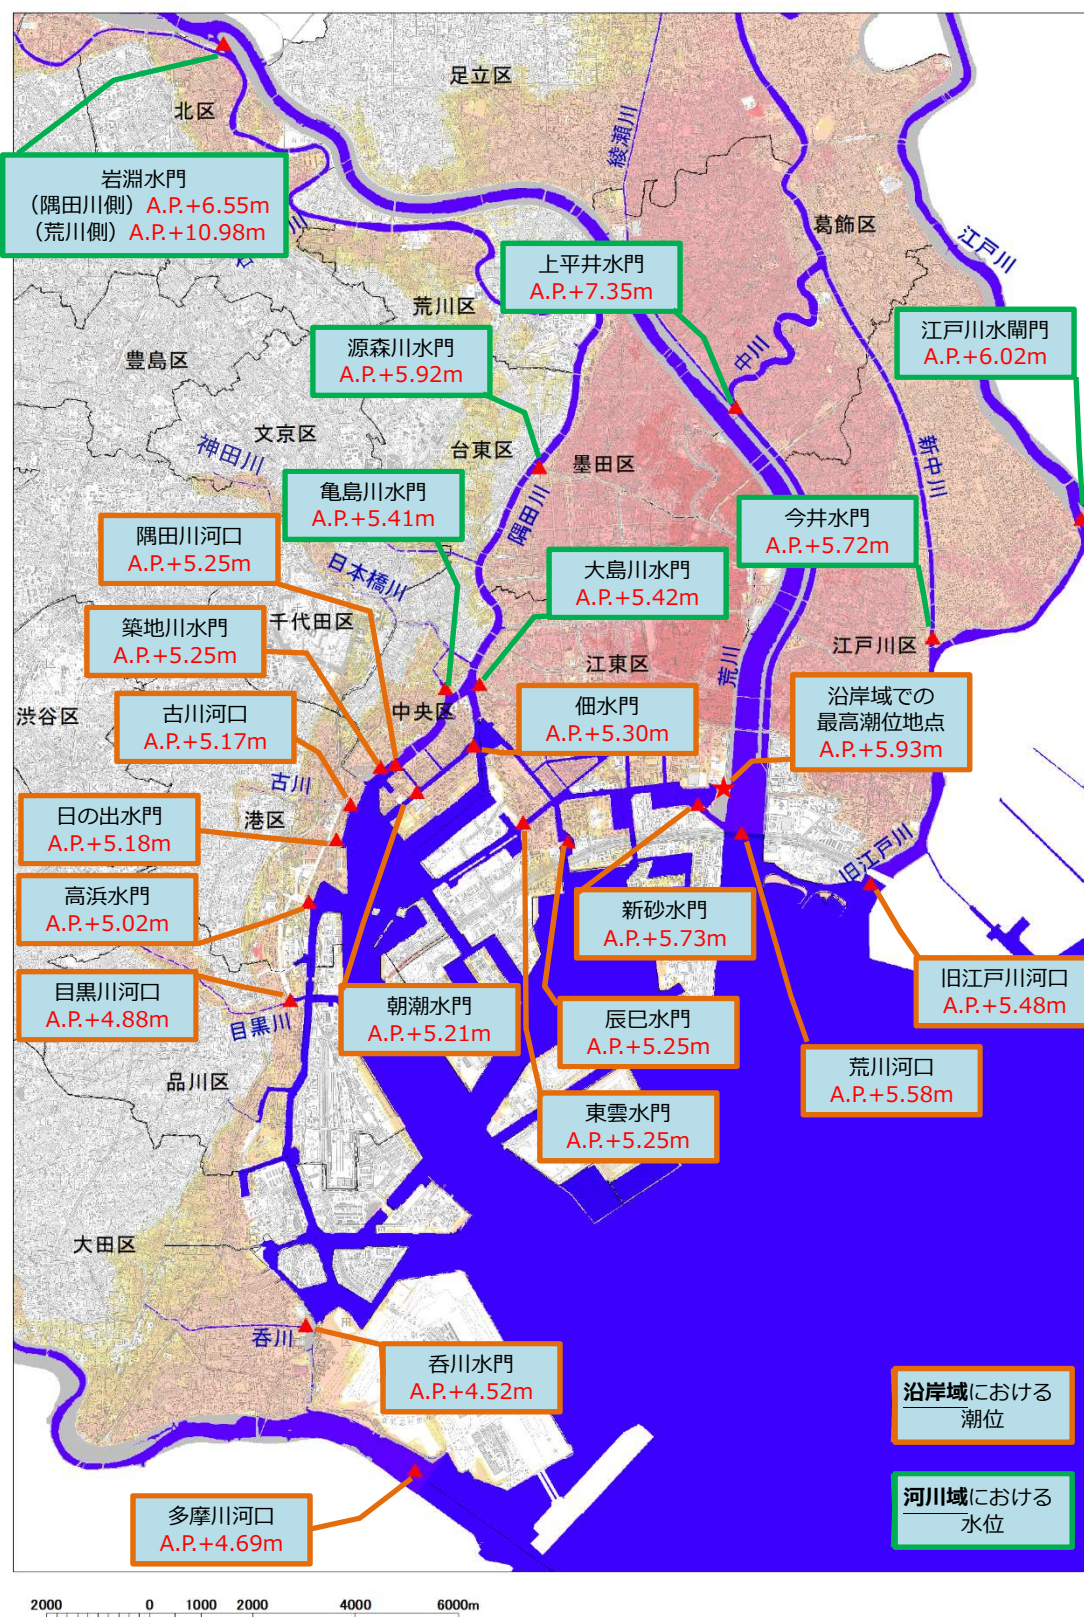 足立区
北区
岩淵水門
(隅田川側) A.P.+6.55m
(荒川側) A.P.+10.98m
川
綾瀬川
葛飾区
江戸川
上平井水門
A.P.+7.35m
荒川区
江戸川水閘門
A.P.+6.02m
源森川水門
A.P.+5.92m
豊島区
中川
文京区
神田川
台東区
墨田区
新中川
亀島川水門
A.P.+5.41m
隅田川
今井水門
A.P.+5.72m
隅田川河口
A.P.+5.25m
日本橋川
大島川水門
A.P.+5.42m
千代田区
築地川水門
A.P.+5.25m
江東区
荒川
江戸川区
渋谷区
中央区
古川河口
A.P.+5.17m
佃水門
A.P.+5.30m
沿岸域での
最高潮位地点
A.P.+5.93m
古川
港区
日の出水門
A.P.+5.18m
旧江戸川
高浜水門
A.P.+5.02m
新砂水門
A.P.+5.73m
目黒川河口
A.P.+4.88m
目黒川
朝潮水門
A.P.+5.21m
辰巳水門
A.P.+5.25m
旧江戸川河口
A.P.+5.48m
荒川河口
A.P.+5.58m
品川区
東雲水門
A.P.+5.25m
大田区
呑川
呑川水門
A.P.+4.52m
沿岸域における
潮位
河川域における
水位
多摩川河口
A.P.+4.69m
2000 0 1000 2000 4000 6000m